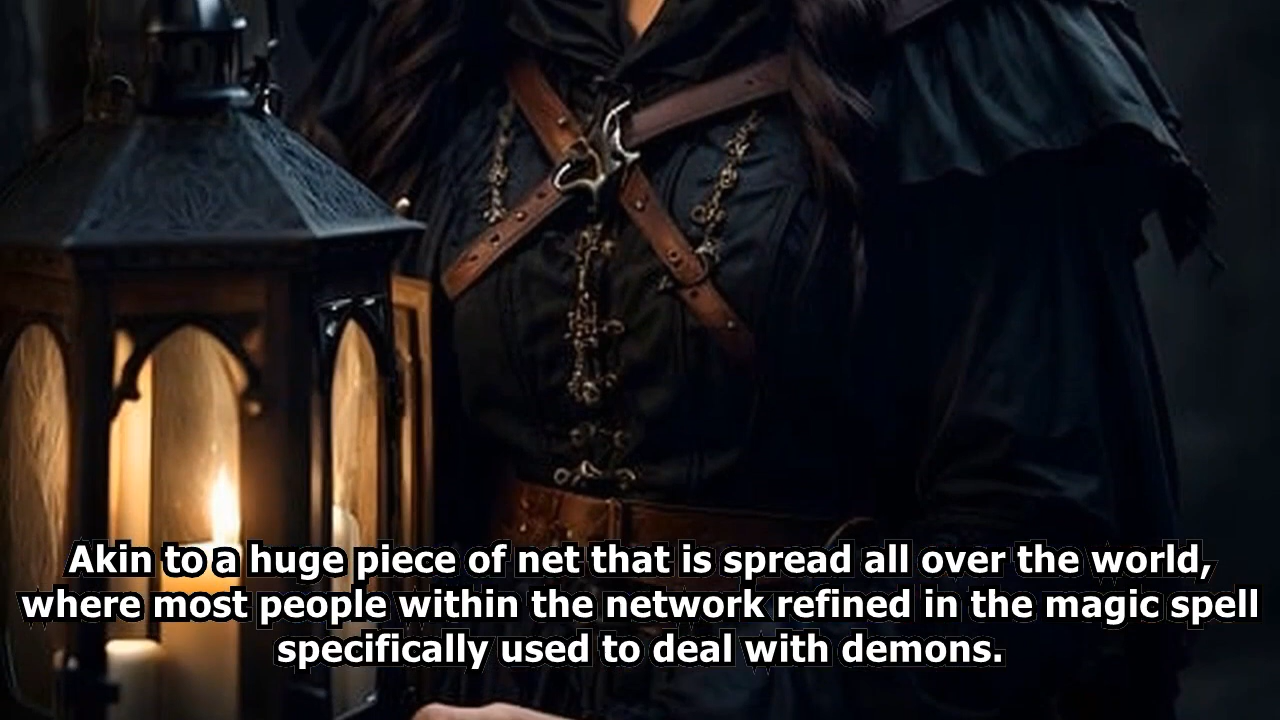 Akin to a huge piece of net that is spread all over the world,
where most people within the network refined in the magic spell
specifically used to deal with demons.